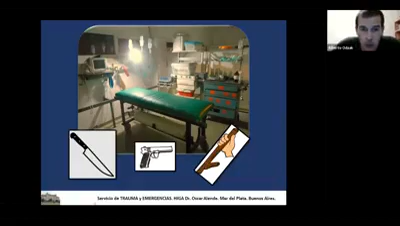 Servicio de TRAUMA y EMERGENCIAS. HIGA Dr. Oscar Alende. Mar del Plata. Buenos Aires.